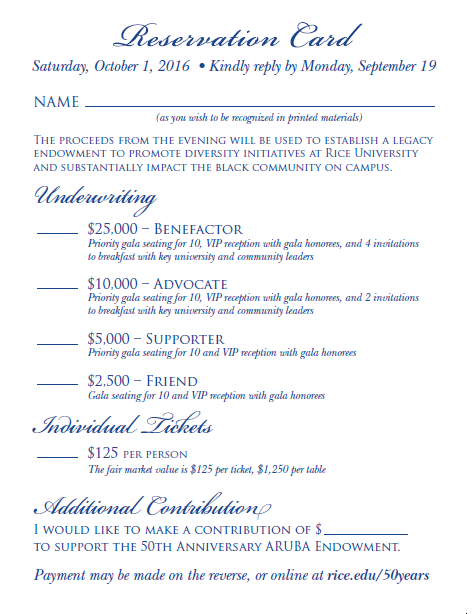 Reservation Card
Saturday, October 1, 2016 • Kindly reply by Monday, September 19
NAME
(as you wish to be recognized in printed materials)
The proceeds from the evening will be used to establish a legacy
endowment to promote diversity initiatives at Rice University
and substantially impact the black community on campus.
Underwriting
$25,000 – Benefactor
Priority gala seating for 10, VIP reception with gala honorees, and 4 invitations
to breakfast with key university and community leaders
$10,000 – Advocate
Priority gala seating for 10, VIP reception with gala honorees, and 2 invitations
to breakfast with key university and community leaders
$5,000 – Supporter
Priority gala seating for 10 and VIP reception with gala honorees
$2,500 – Friend
Gala seating for 10 and VIP reception with gala honorees
Individual Tickets
$125 per person
The fair market value is $125 per ticket, $1,250 per table
Additional Contribution
I would like to make a contribution of $
to support the 50th Anniversary ARUBA Endowment.
Payment may be made on the reverse, or online at rice.edu/50years